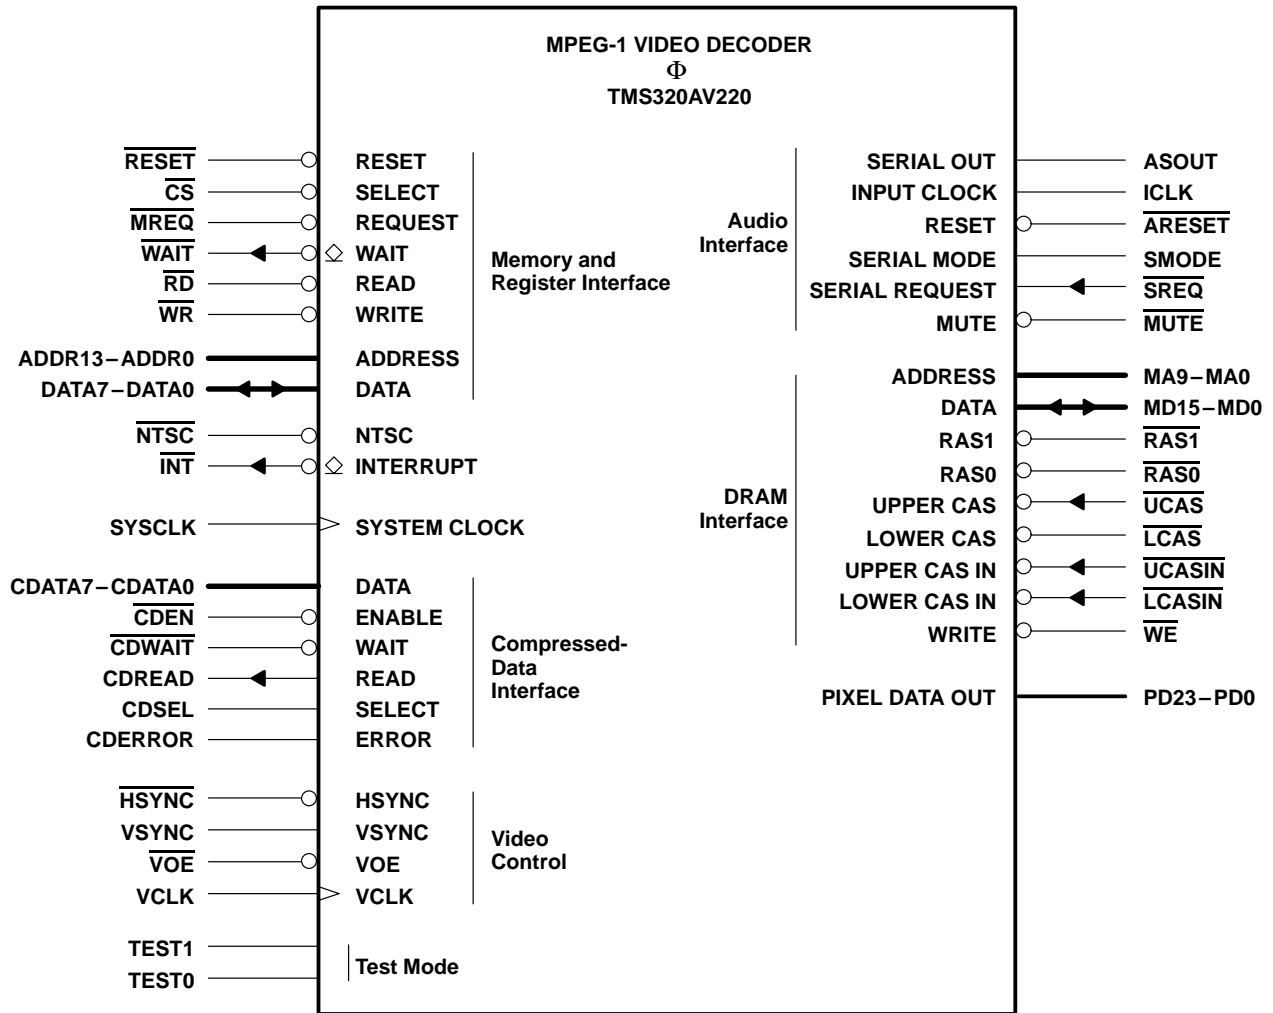 MPEG-1 VIDEO DECODER
Φ
TMS320AV220
RESET RESET
CS SELECT
MREQ REQUEST
WAIT WAIT
RD READ
WR WRITE
ADDR13–ADDR0 ADDRESS
DATA7–DATA0 DATA
Memory and
Register Interface
NTSC NTSC
INT INTERRUPT
SYSCLK SYSTEM CLOCK
CDATA7–CDATA0 DATA
CDEN ENABLE
CDWAIT WAIT
CDREAD READ
CDSEL SELECT
CDERROR ERROR
Compressed-
Data
Interface
HSYNC HSYNC
VSYNC VSYNC
VOE VOE
VCLK VCLK
Video
Control
TEST1
TEST0
Test Mode
Audio
Interface
SERIAL OUT ASOUT
INPUT CLOCK ICLK
RESET ARESET
SERIAL MODE SMODE
SERIAL REQUEST SREQ
MUTE MUTE
DRAM
Interface
ADDRESS MA9–MA0
DATA MD15–MD0
RAS1 RAS1
RAS0 RAS0
UPPER CAS UCAS
LOWER CAS LCAS
UPPER CAS IN UCASIN
LOWER CAS IN LCASIN
WRITE WE
PIXEL DATA OUT PD23–PD0